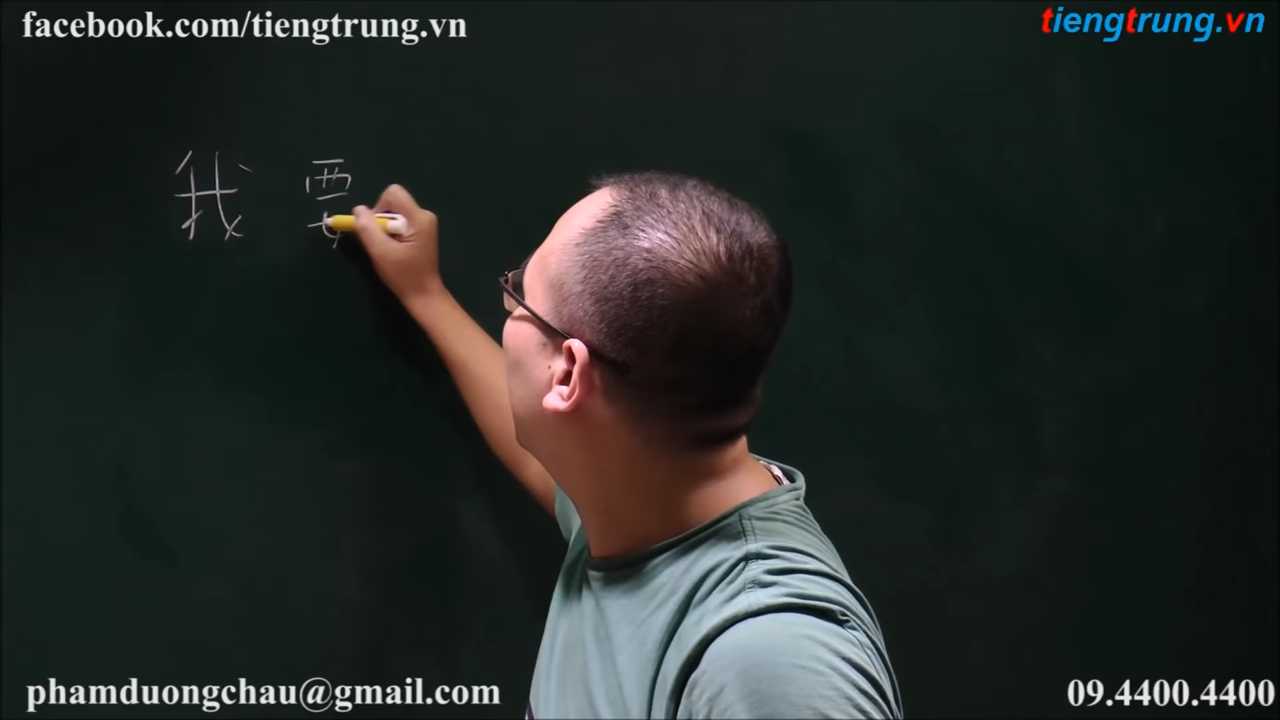 facebook.com/tiengtrung.vn
tiengtrung.vn
我 要
phamduongchau@gmail.com
09.4400.4400